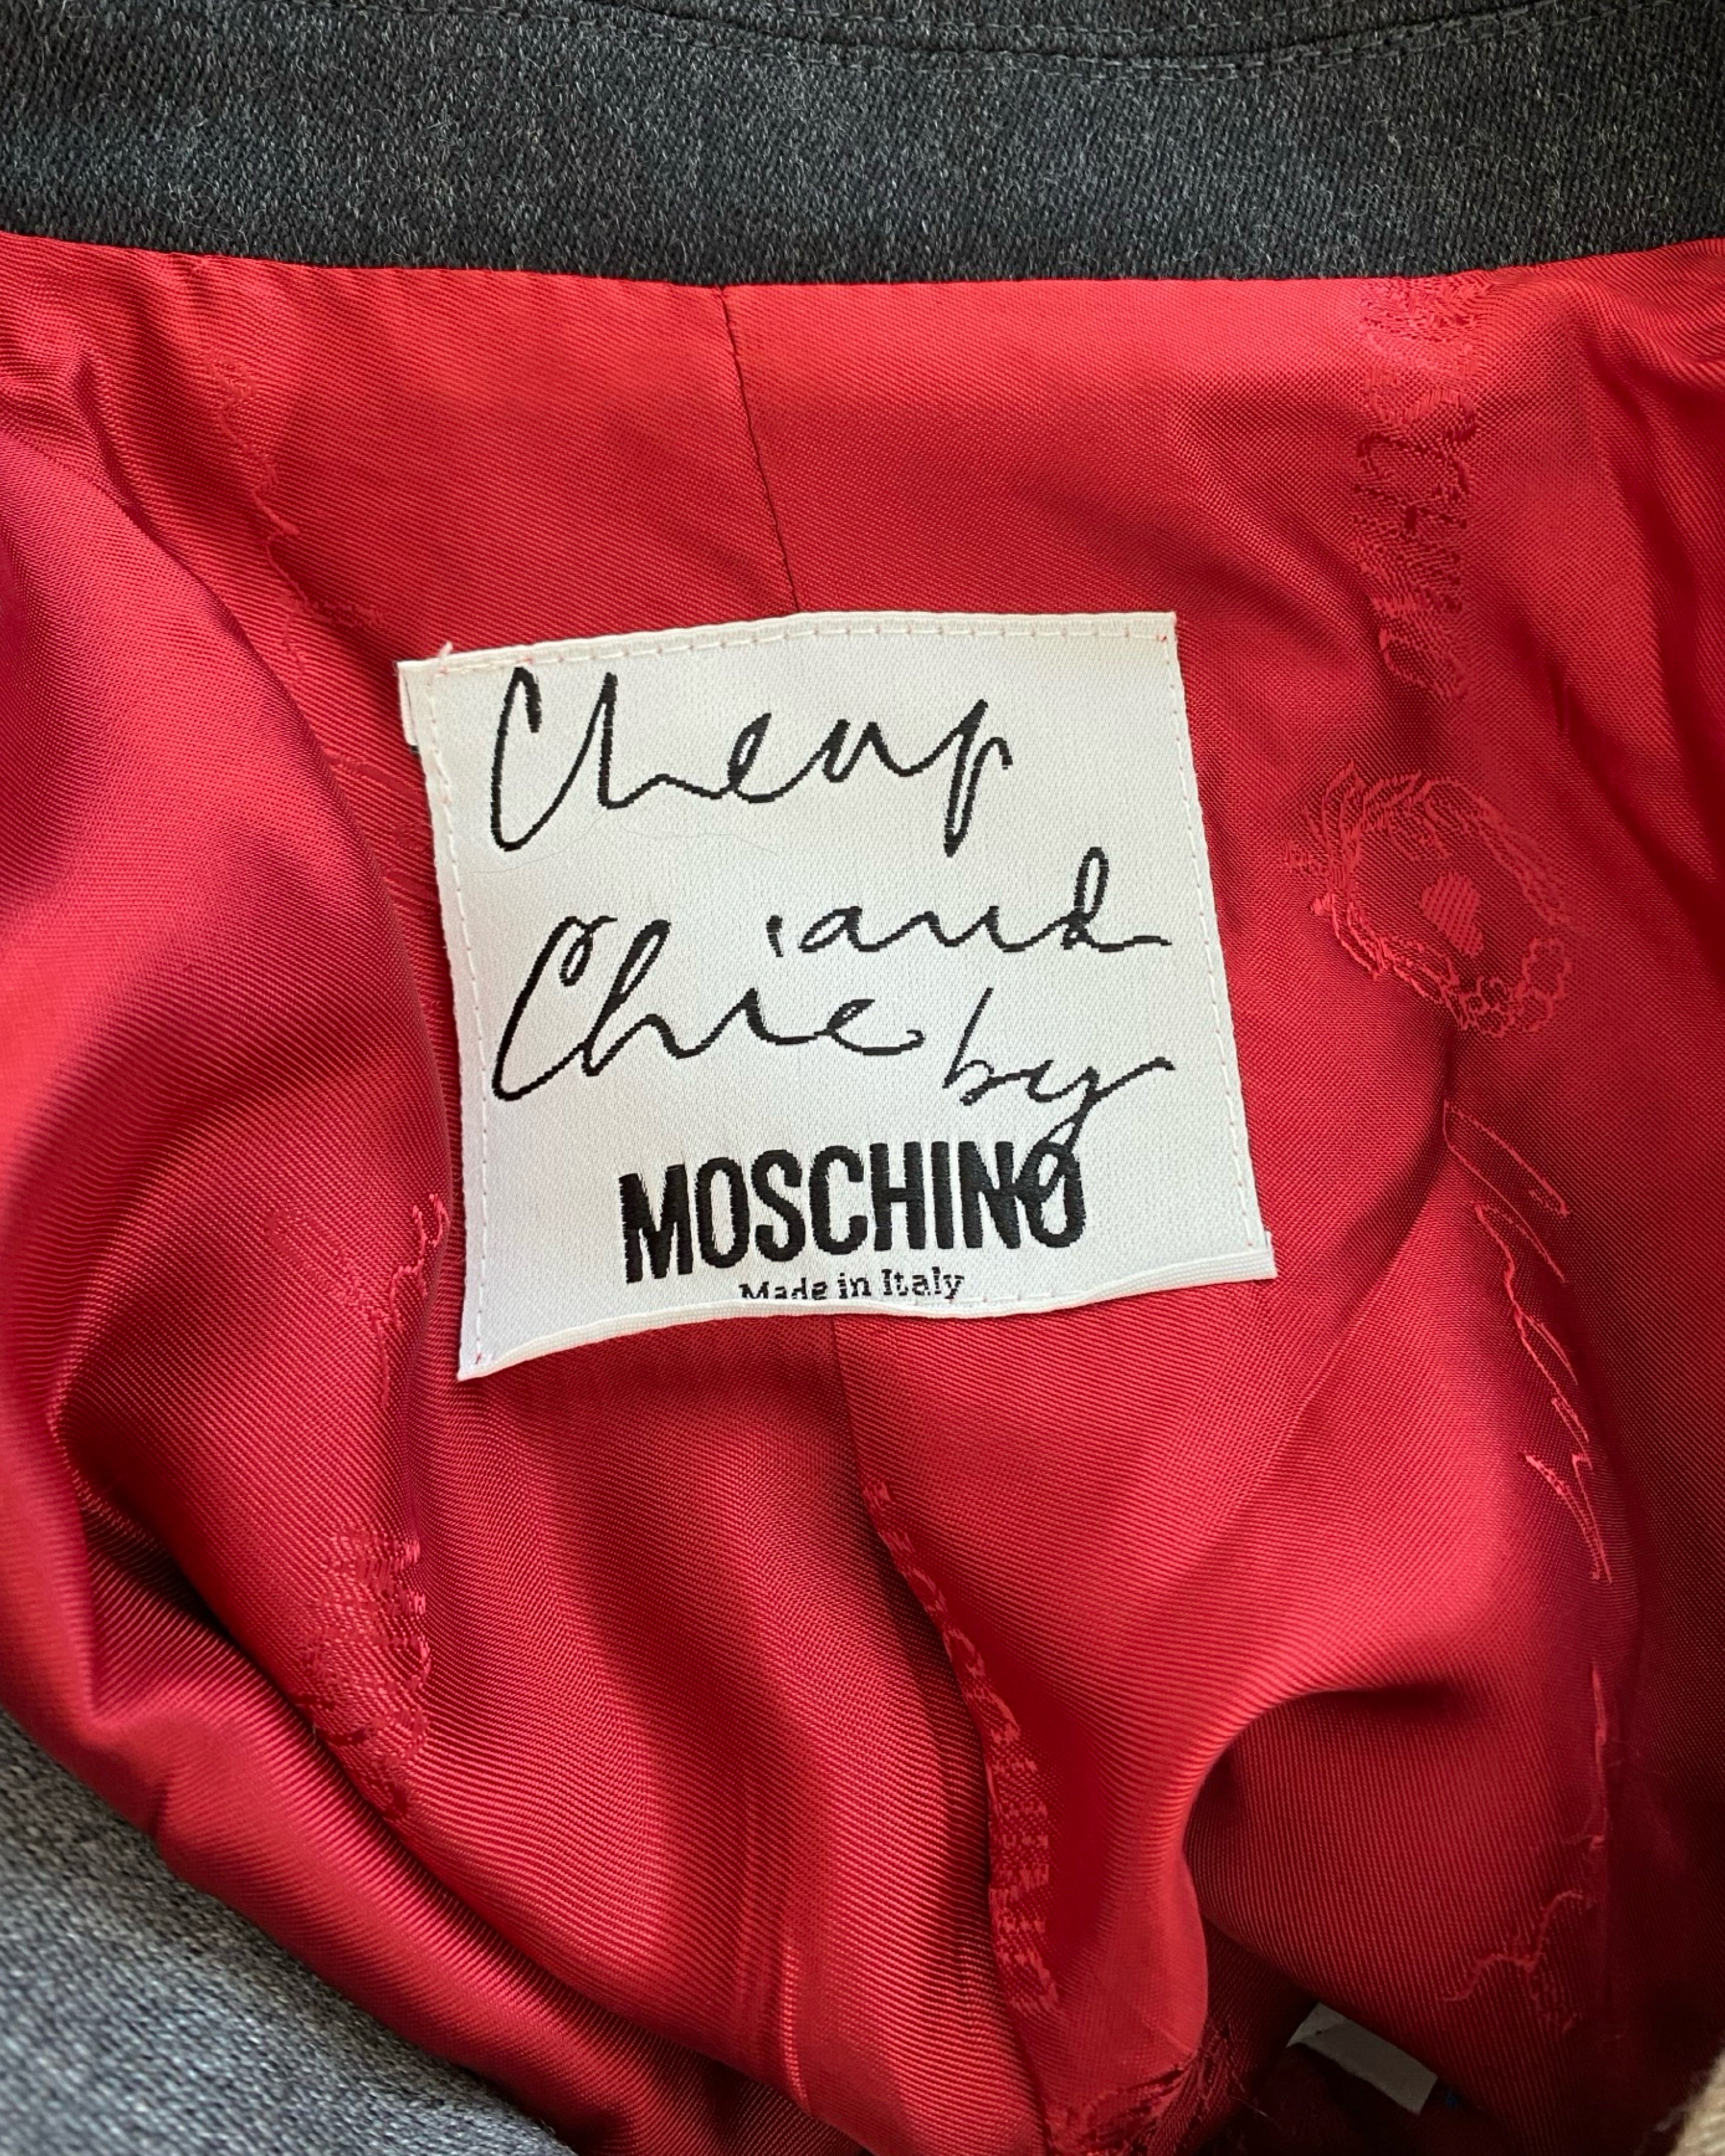 Cheap
and
Chic by
MOSCHINO
Made in Italy